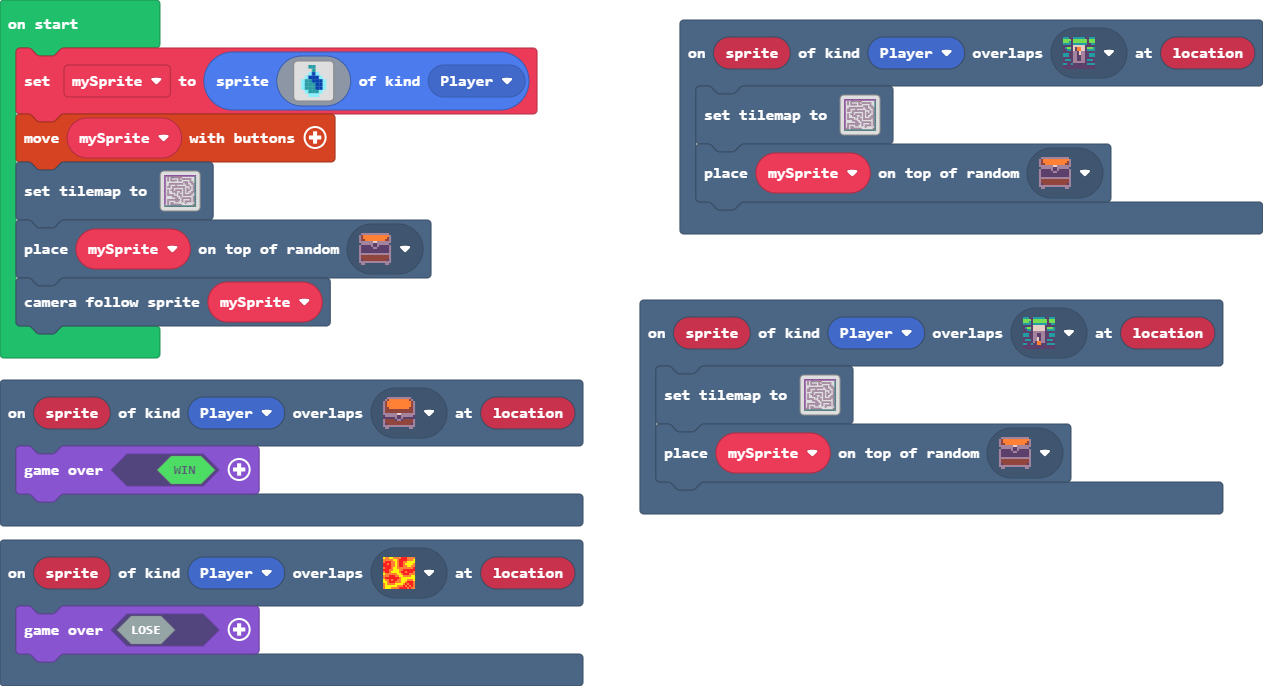 on start
set mySprite to sprite of kind Player
move mySprite with buttons
set tilemap to
place mySprite on top of random
camera follow sprite mySprite
on sprite of kind Player overlaps at location
game over WIN
on sprite of kind Player overlaps at location
game over LOSE
on sprite of kind Player overlaps at location
set tilemap to
place mySprite on top of random
on sprite of kind Player overlaps at location
set tilemap to
place mySprite on top of random